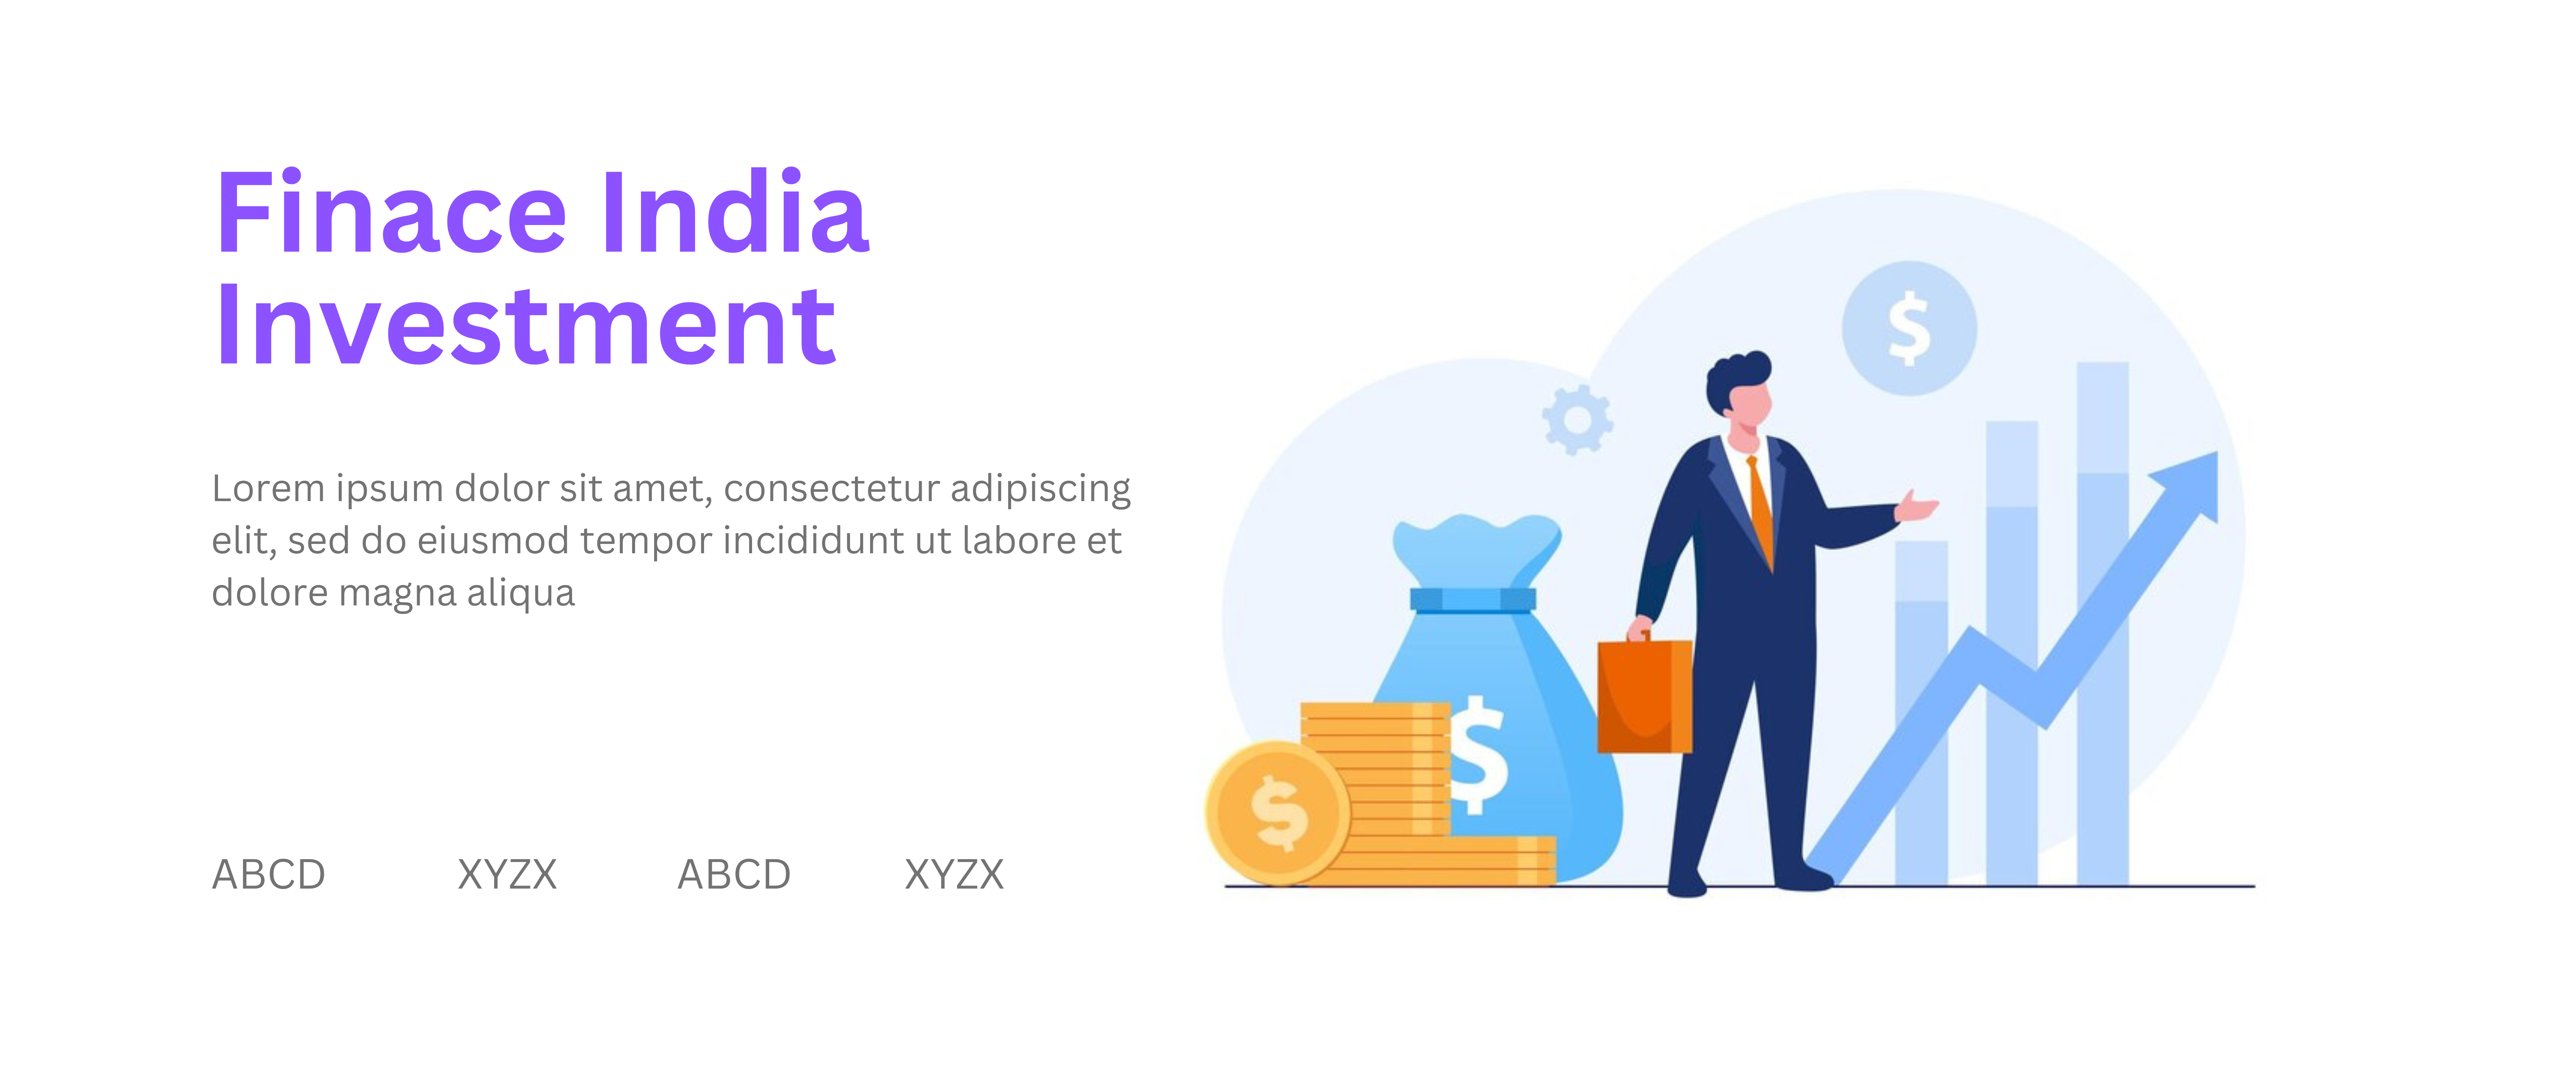 Finace India
Investment
Lorem ipsum dolor sit amet, consectetur adipiscing
elit, sed do eiusmod tempor incididunt ut labore et
dolore magna aliqua
ABCD XYZX ABCD XYZX
$
$
$